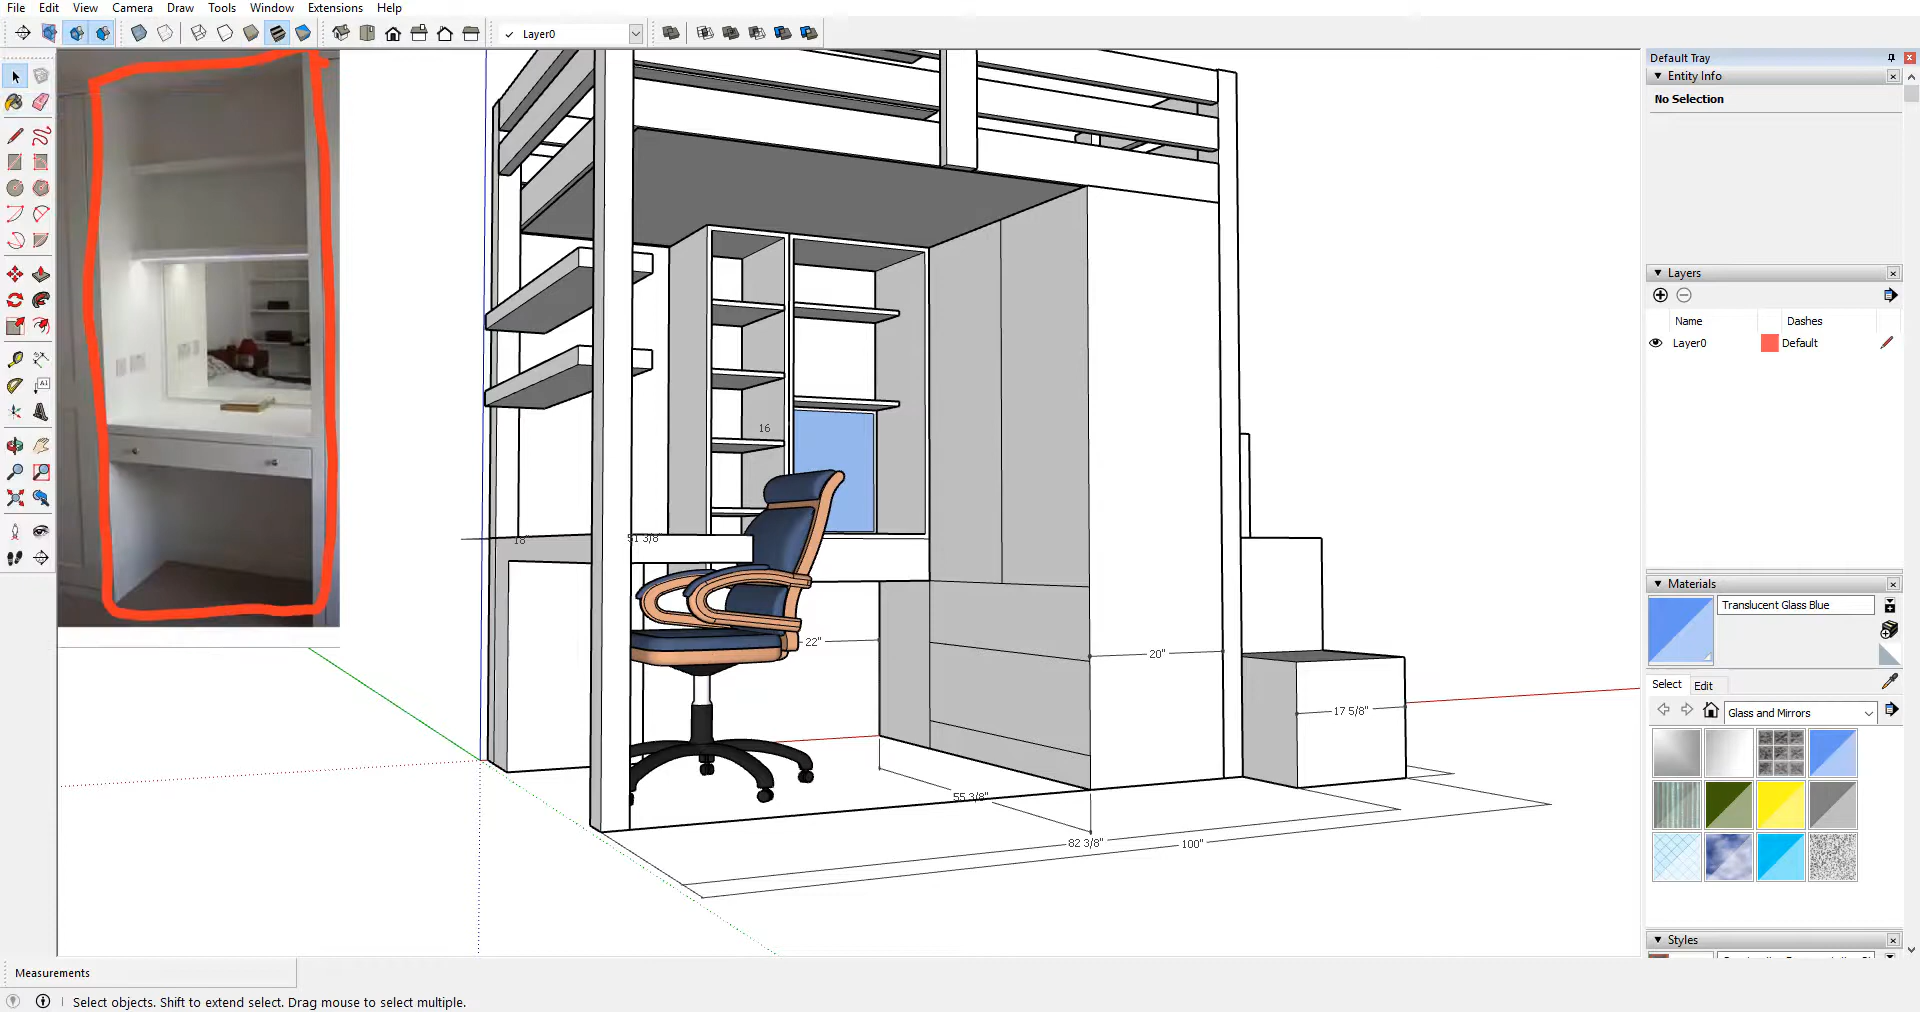 File Edit View Camera Draw Tools Window Extensions Help
✓ Layer0
Default Tray
Entity Info
No Selection
Layers
Name Dashes
Layer0 Default
Materials
Translucent Glass Blue
Select Edit
Glass and Mirrors
Styles
16
18"
51 3/8"
22"
20"
17 5/8"
55 3/8"
82 3/8"
100"
A1
Measurements
Select objects. Shift to extend select. Drag mouse to select multiple.